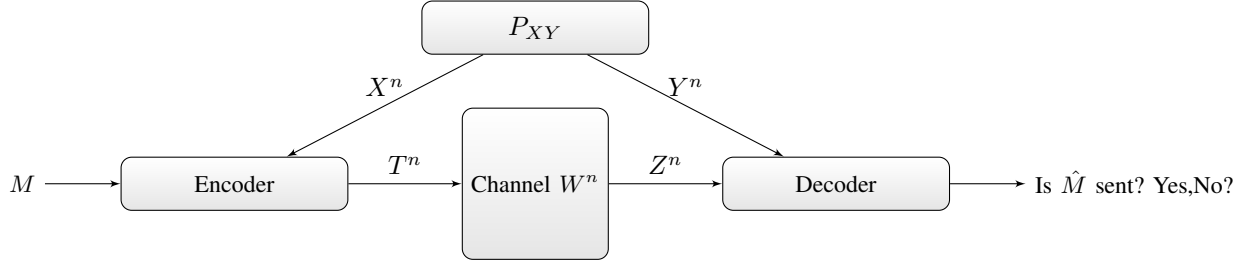 P_{XY}
X^n Y^n
M Encoder T^n Channel W^n Z^n Decoder Is \hat{M} sent? Yes,No?